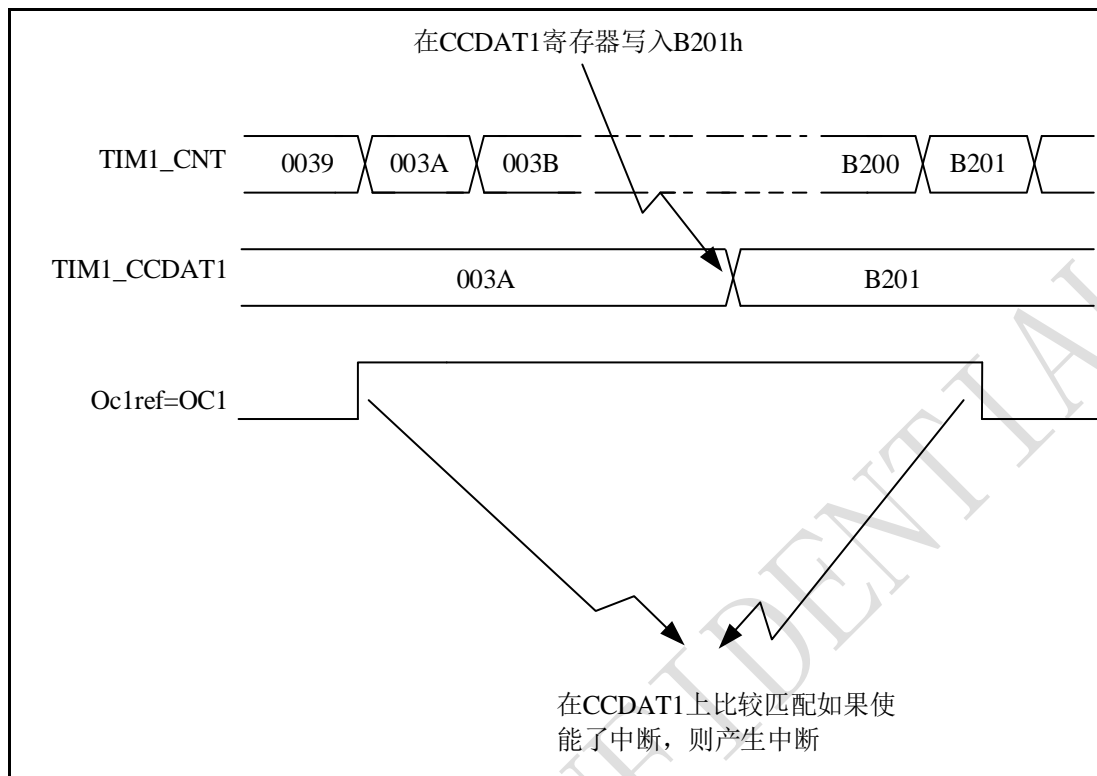 在CCDAT1寄存器写入B201h
TIM1_CNT 0039 003A 003B B200 B201
TIM1_CCDAT1 003A B201
Oc1ref=OC1
在CCDAT1上比较匹配如果使
能了中断，则产生中断
IDENTIAL